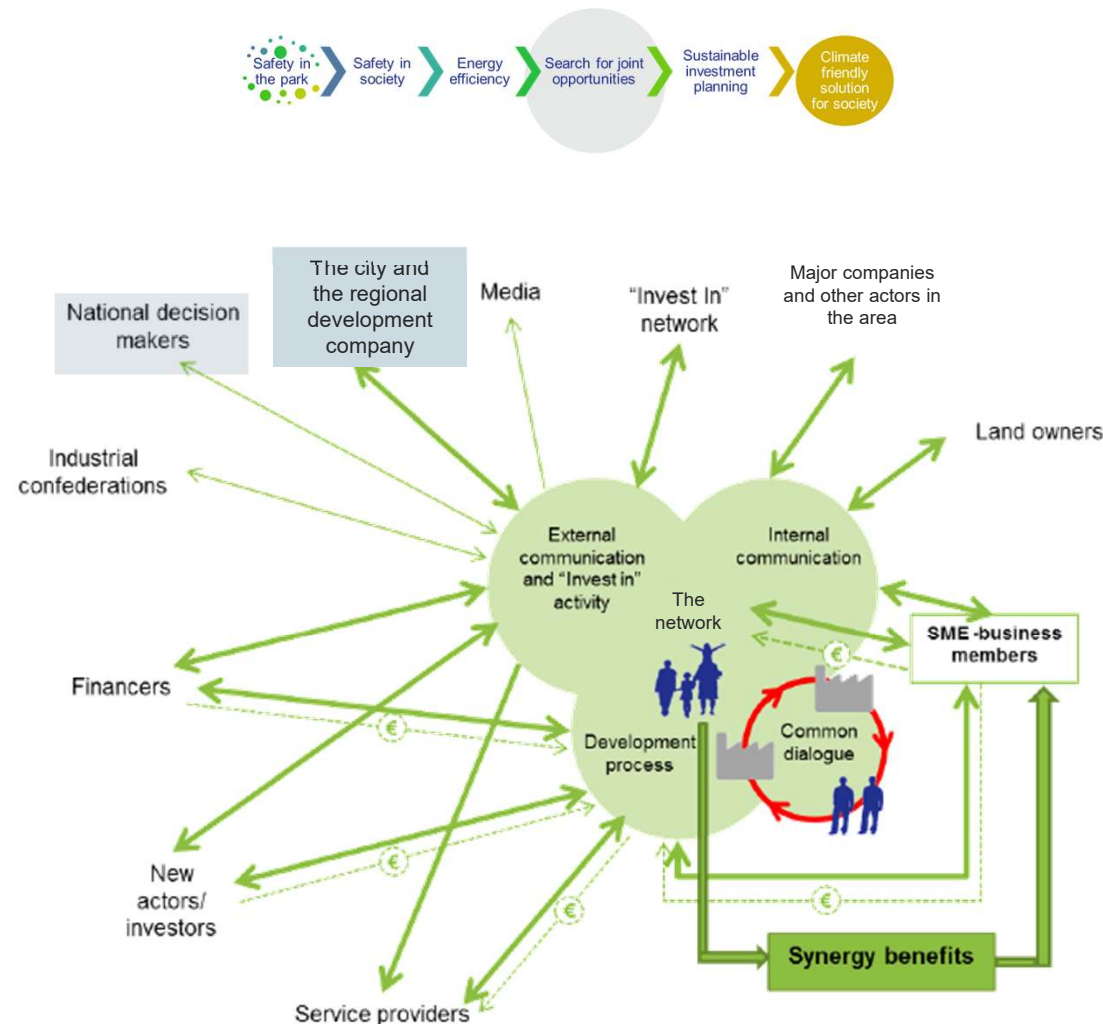 Safety in
the park
Safety in
society
Energy
efficiency
Search for joint
opportunities
Sustainable
investment
planning
Climate
friendly
solution
for society
The city and
the regional
development
company
Media
"Invest In"
network
Major companies
and other actors in
the area
National decision
makers
Land owners
Industrial
confederations
External
communication
and "Invest in"
activity
Internal
communication
The
network
SME -business
members
€
Financers
€
Development
process
Common
dialogue
New
actors/
investors
€
€
€
Synergy benefits
Service providers